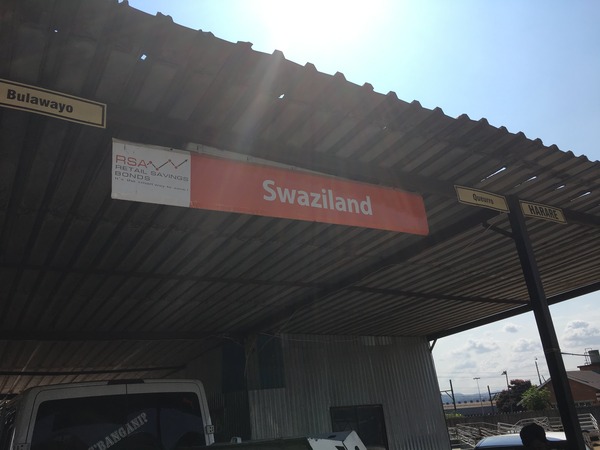 Bulawayo
RSA
RETAIL SAVINGS
BONDS
Swaziland
HARARE